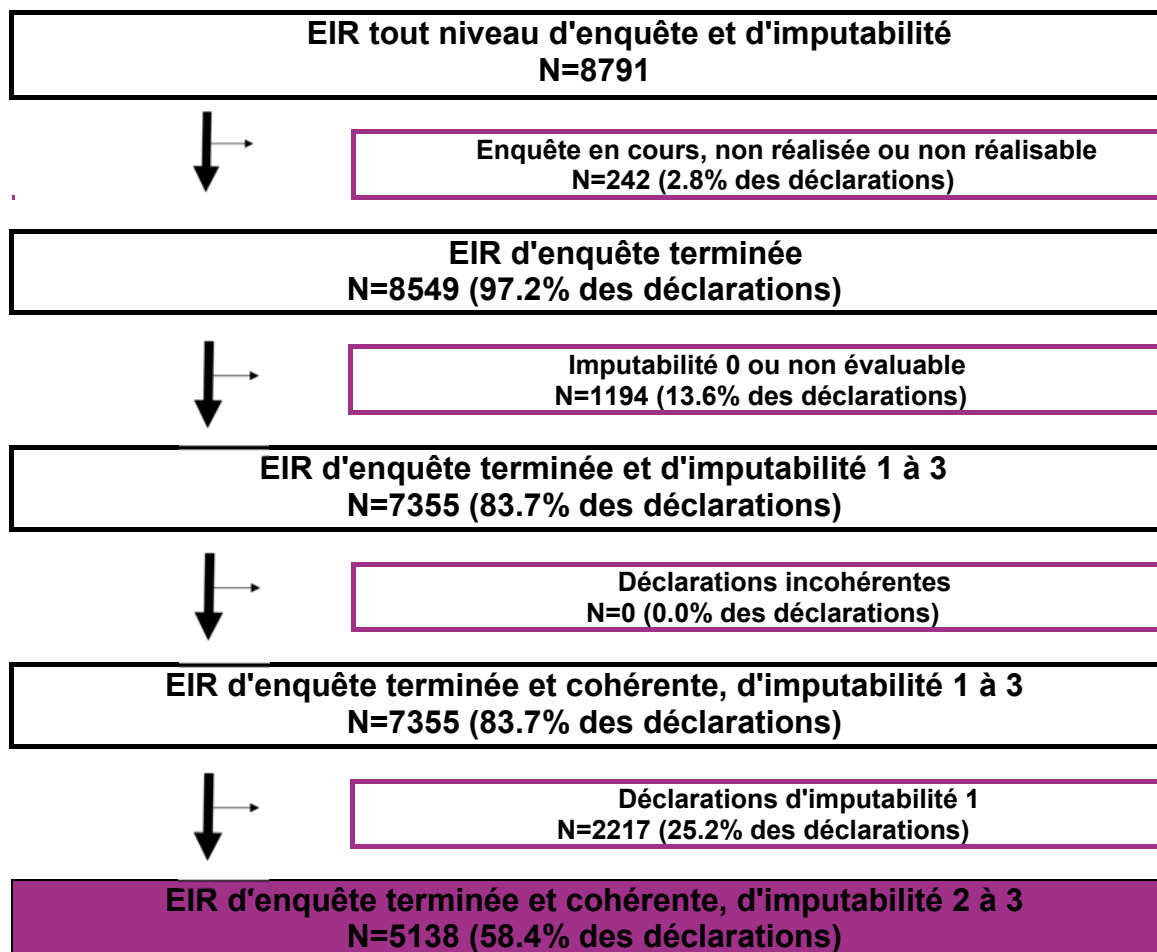 EIR tout niveau d'enquête et d'imputabilité
N=8791
Enquête en cours, non réalisée ou non réalisable
N=242 (2.8% des déclarations)
EIR d'enquête terminée
N=8549 (97.2% des déclarations)
Imputabilité 0 ou non évaluable
N=1194 (13.6% des déclarations)
EIR d'enquête terminée et d'imputabilité 1 à 3
N=7355 (83.7% des déclarations)
Déclarations incohérentes
N=0 (0.0% des déclarations)
EIR d'enquête terminée et cohérente, d'imputabilité 1 à 3
N=7355 (83.7% des déclarations)
Déclarations d'imputabilité 1
N=2217 (25.2% des déclarations)
EIR d'enquête terminée et cohérente, d'imputabilité 2 à 3
N=5138 (58.4% des déclarations)